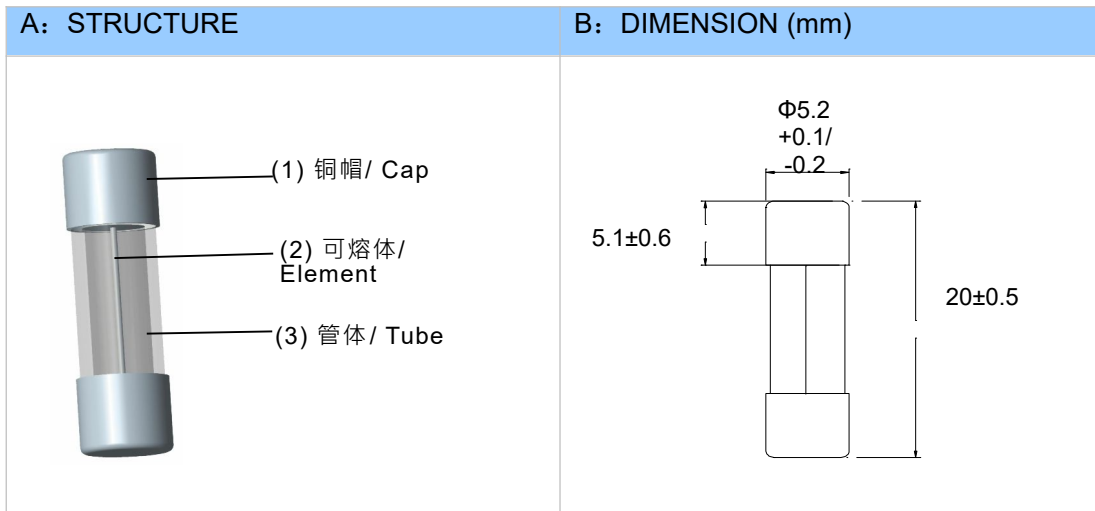 A: STRUCTURE
B: DIMENSION (mm)
(1) 铜帽/ Cap
(2) 可熔体/
Element
(3) 管体/ Tube
Φ5.2
+0.1/
-0.2
5.1±0.6
20±0.5